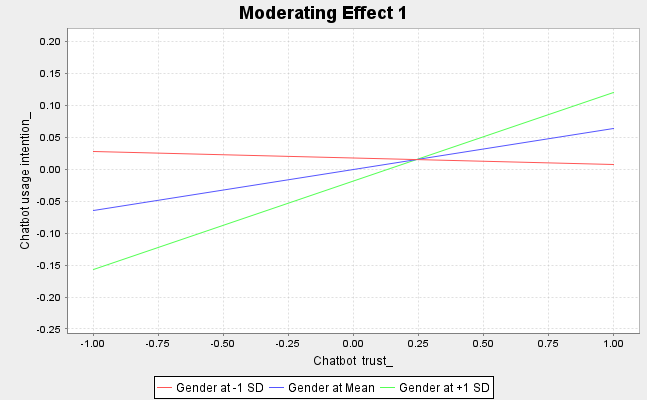 Moderating Effect 1
Chatbot usage intention_
0.20
0.15
0.10
0.05
0.00
-0.05
-0.10
-0.15
-0.20
-0.25
-1.00 -0.75 -0.50 -0.25 0.00 0.25 0.50 0.75 1.00
Chatbot trust_
Gender at -1 SD Gender at Mean Gender at +1 SD